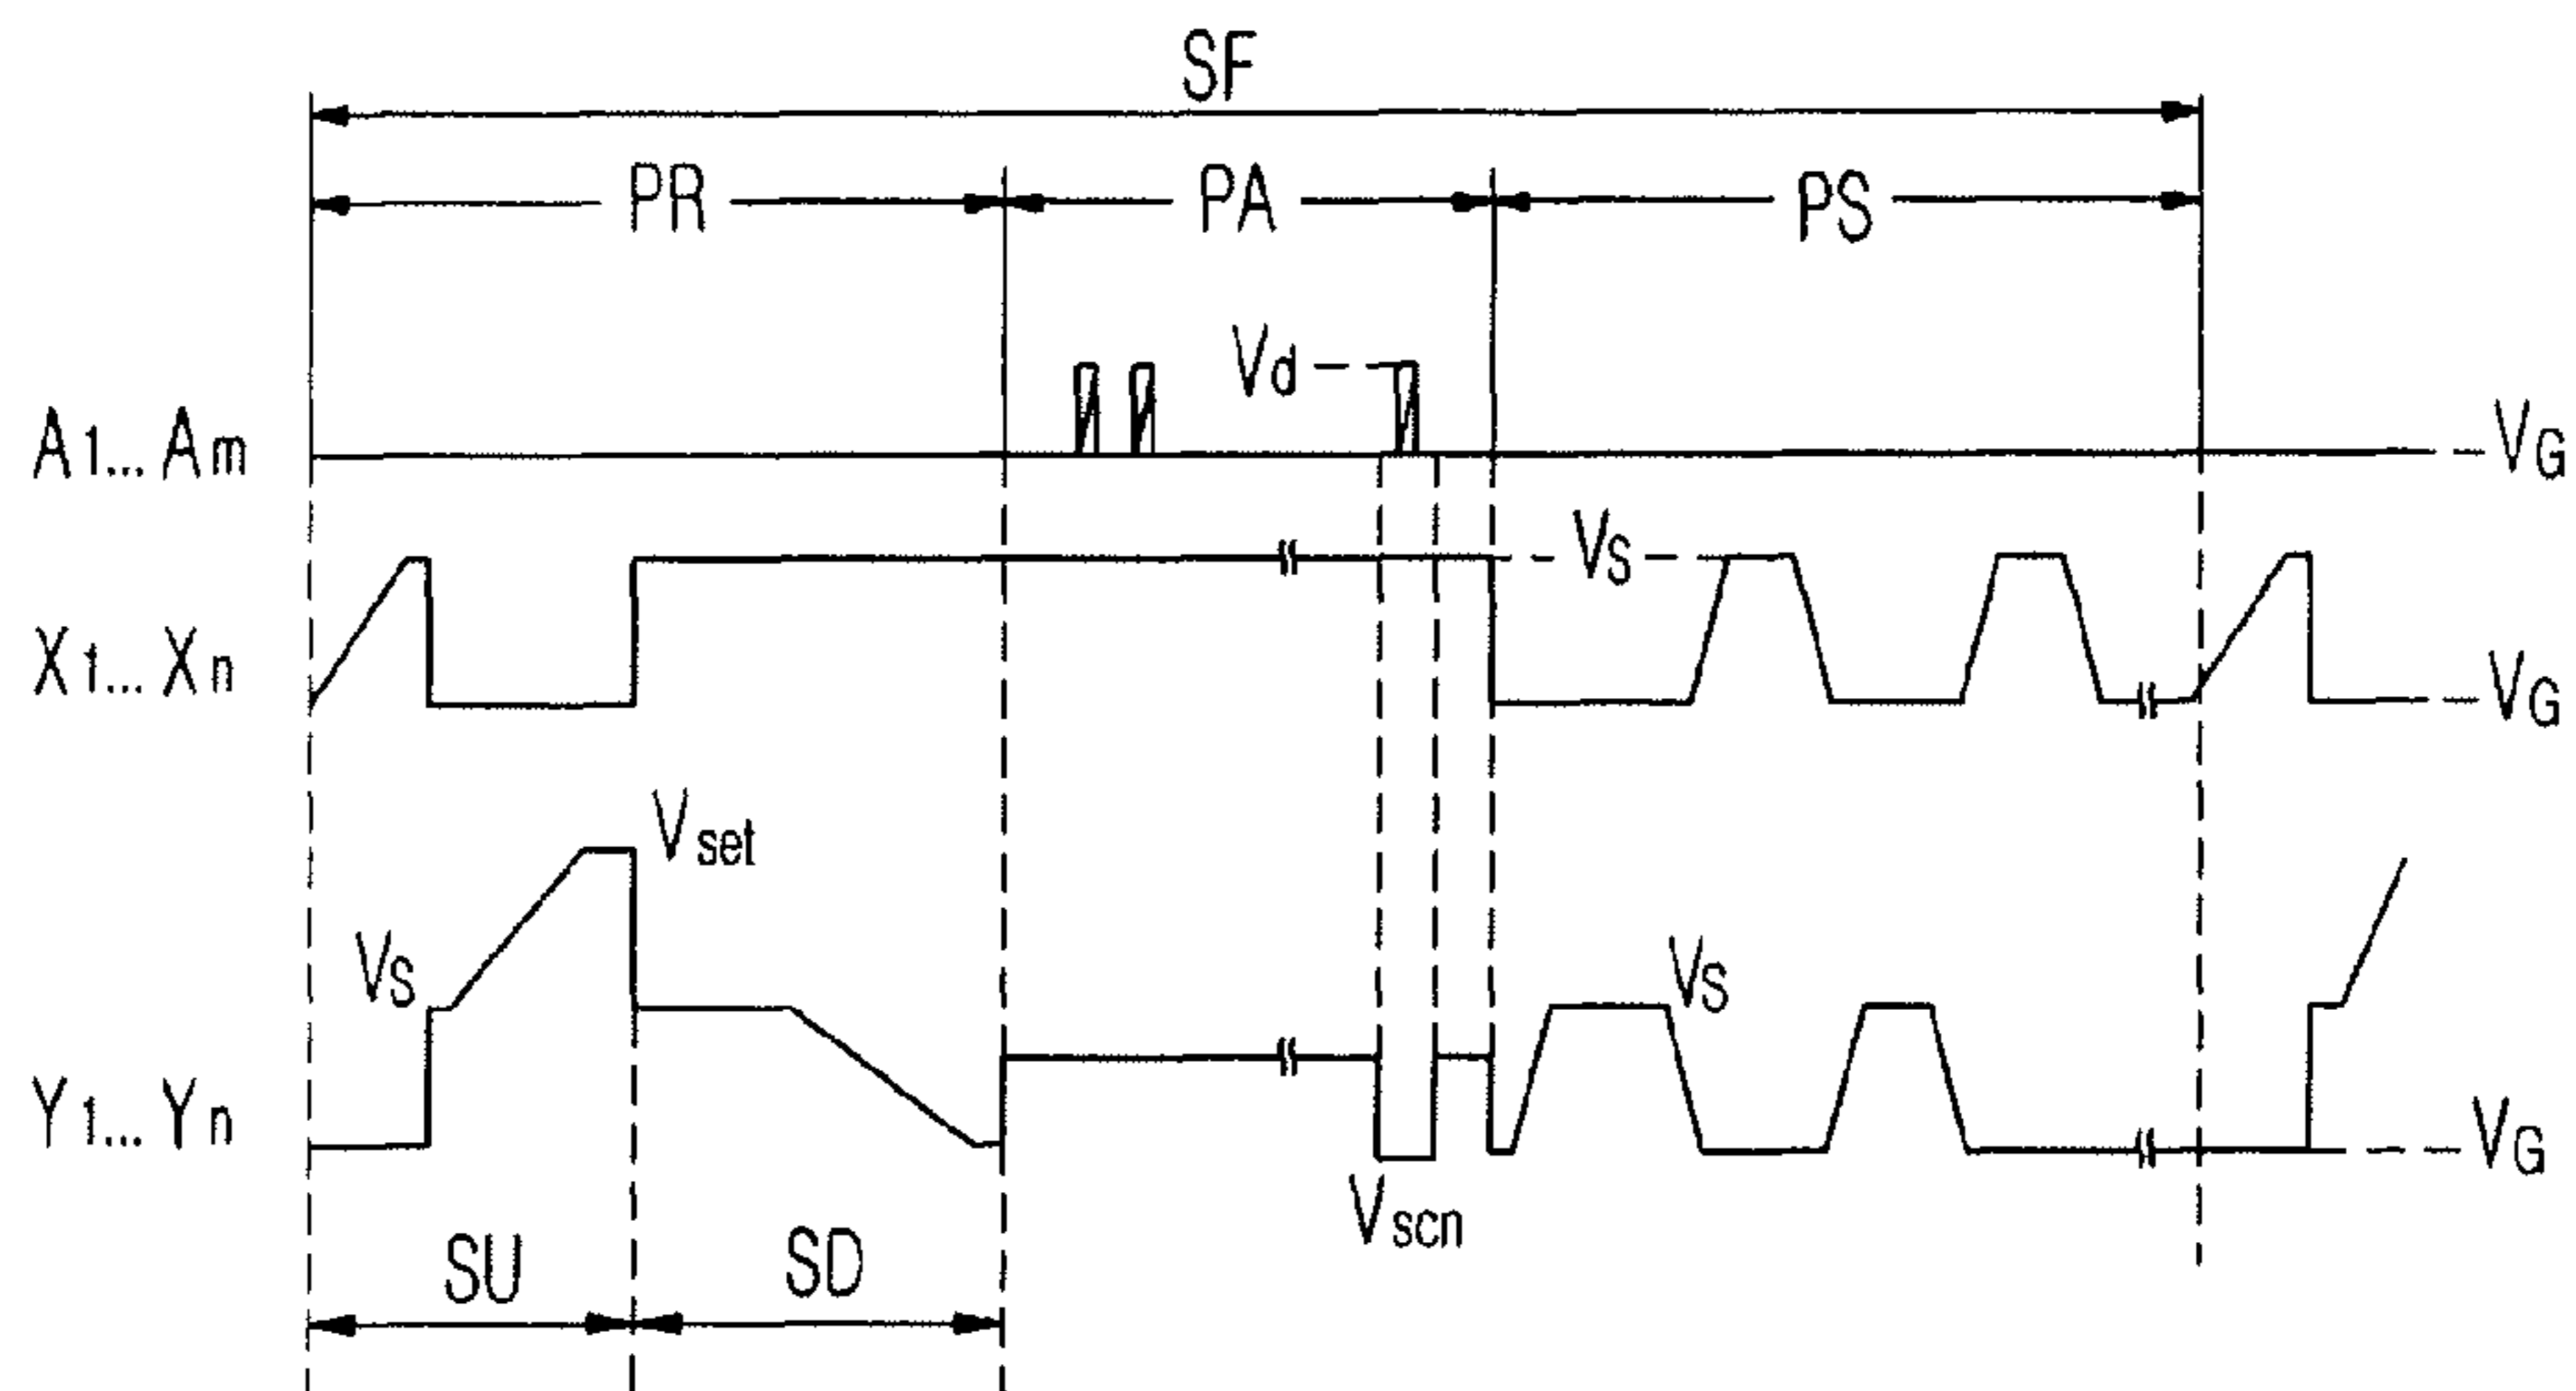 SF
PR PA PS
Vd
A1... Am VG
VS
X1... Xn VG
Vset
VS VS
Y1... Yn VG
Vscn
SU SD